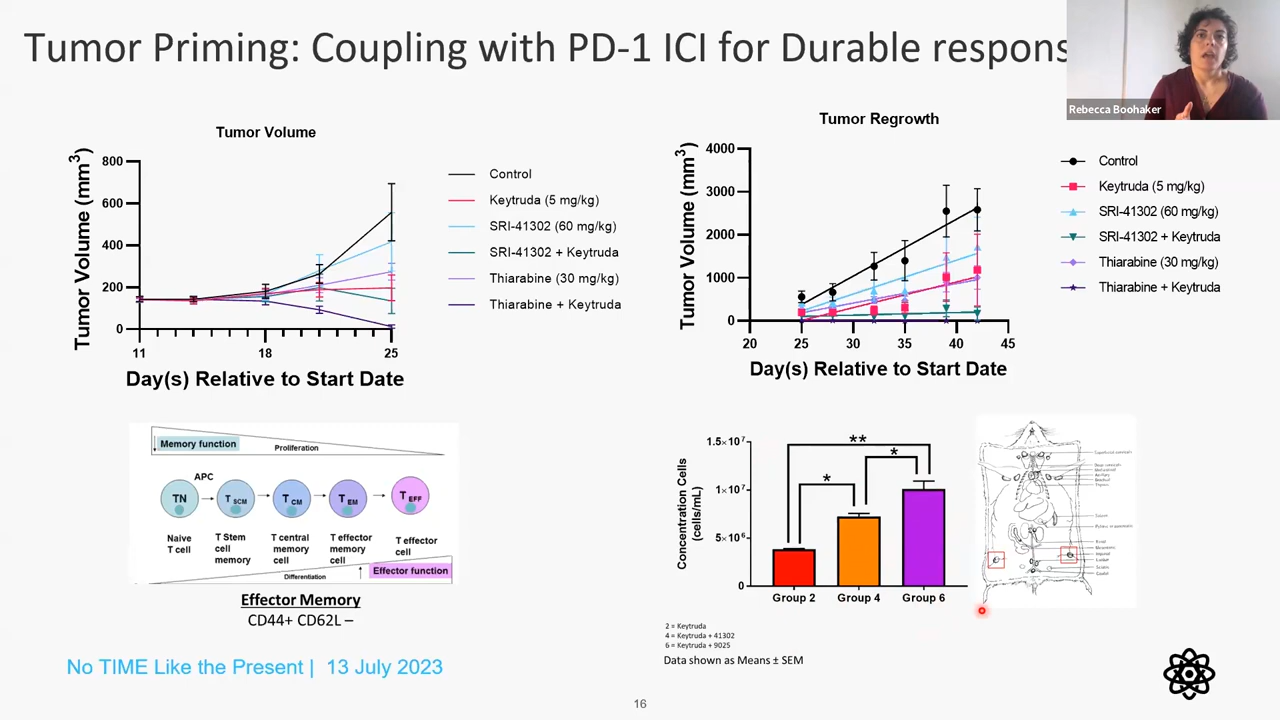 Tumor Priming: Coupling with PD-1 ICI for Durable respons
Rebecca Boohaker
Tumor Volume
Tumor Volume (mm3)
800
600
400
200
0
11
18
25
Day(s) Relative to Start Date
Control
Keytruda (5 mg/kg)
SRI-41302 (60 mg/kg)
SRI-41302 + Keytruda
Thiarabine (30 mg/kg)
Thiarabine + Keytruda
Tumor Regrowth
Tumor Volume (mm3)
4000
3000
2000
1000
0
20
25
30
35
40
45
Day(s) Relative to Start Date
Control
Keytruda (5 mg/kg)
SRI-41302 (60 mg/kg)
SRI-41302 + Keytruda
Thiarabine (30 mg/kg)
Thiarabine + Keytruda
Memory function
Proliferation
APC
TN
T SCM
T CM
T EM
T EFF
Naive
T cell
T Stem
cell
memory
T central
memory
cell
T effector
memory
cell
T effector
cell
Differentiation
Effector function
Effector Memory
CD44+ CD62L –
Concentration Cells
(cells/mL)
1.5×10^7
1×10^7
5×10^6
0
*
**
*
Group 2
Group 4
Group 6
2 = Keytruda
4 = Keytruda + 41302
6 = Keytruda + 9025
Data shown as Means ± SEM
No TIME Like the Present | 13 July 2023
16